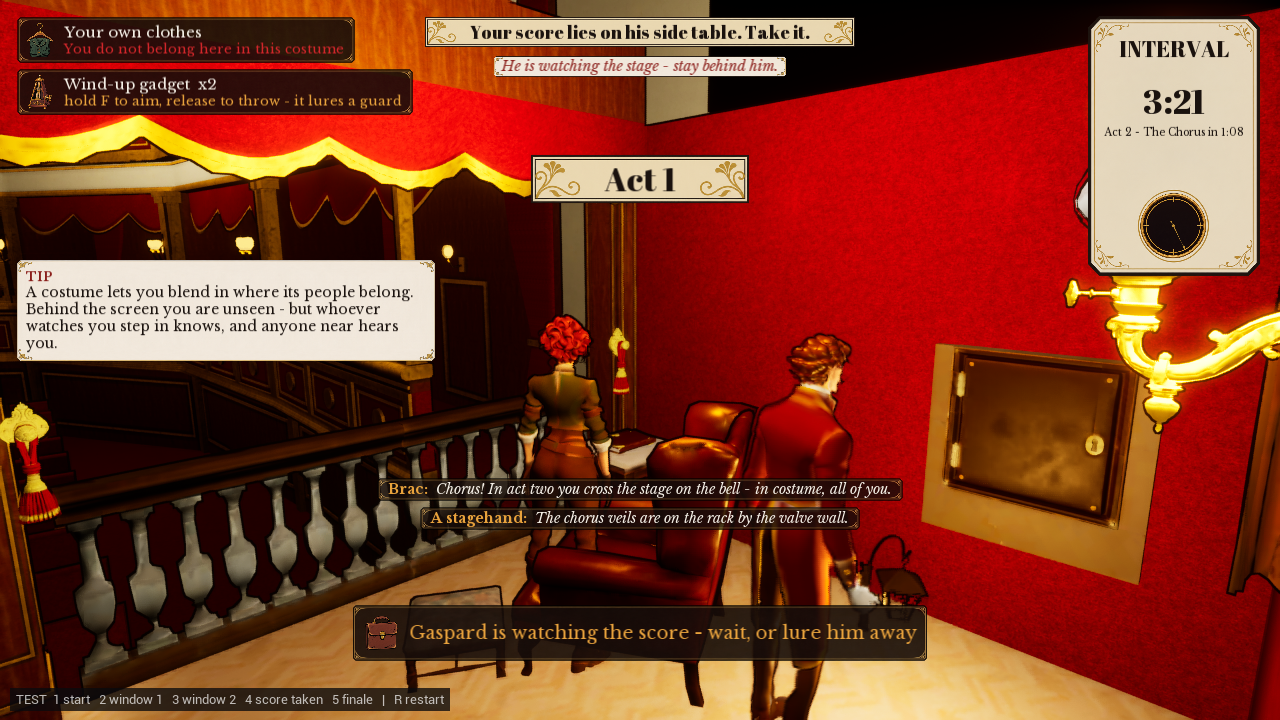 Your own clothes
You do not belong here in this costume
Wind-up gadget x2
hold F to aim, release to throw - it lures a guard
Your score lies on his side table. Take it.
He is watching the stage - stay behind him.
INTERVAL
3:21
Act 2 - The Chorus in 1:08
Act 1
TIP
A costume lets you blend in where its people belong.
Behind the screen you are unseen - but whoever
watches you step in knows, and anyone near hears
you.
Brac: Chorus! In act two you cross the stage on the bell - in costume, all of you.
A stagehand: The chorus veils are on the rack by the valve wall.
Gaspard is watching the score - wait, or lure him away
TEST 1 start 2 window 1 3 window 2 4 score taken 5 finale | R restart